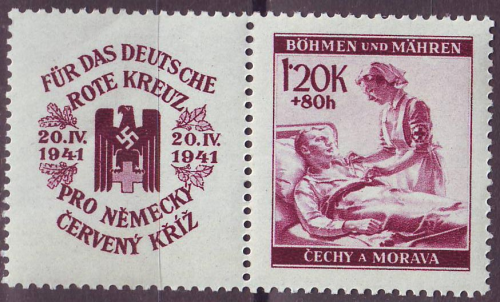 FÜR DAS DEUTSCHE
ROTE KREUZ
20.IV. 20.IV.
1941 1941
PRO NĚMECKÝ
ČERVENÝ KŘÍŽ
BÖHMEN UND MÄHREN
1·20K
+80h
ČECHY A MORAVA